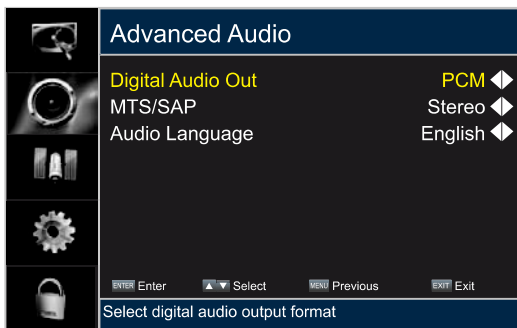 Advanced Audio
Digital Audio Out PCM
MTS/SAP Stereo
Audio Language English
ENTER Enter Select MENU Previous EXIT Exit
Select digital audio output format